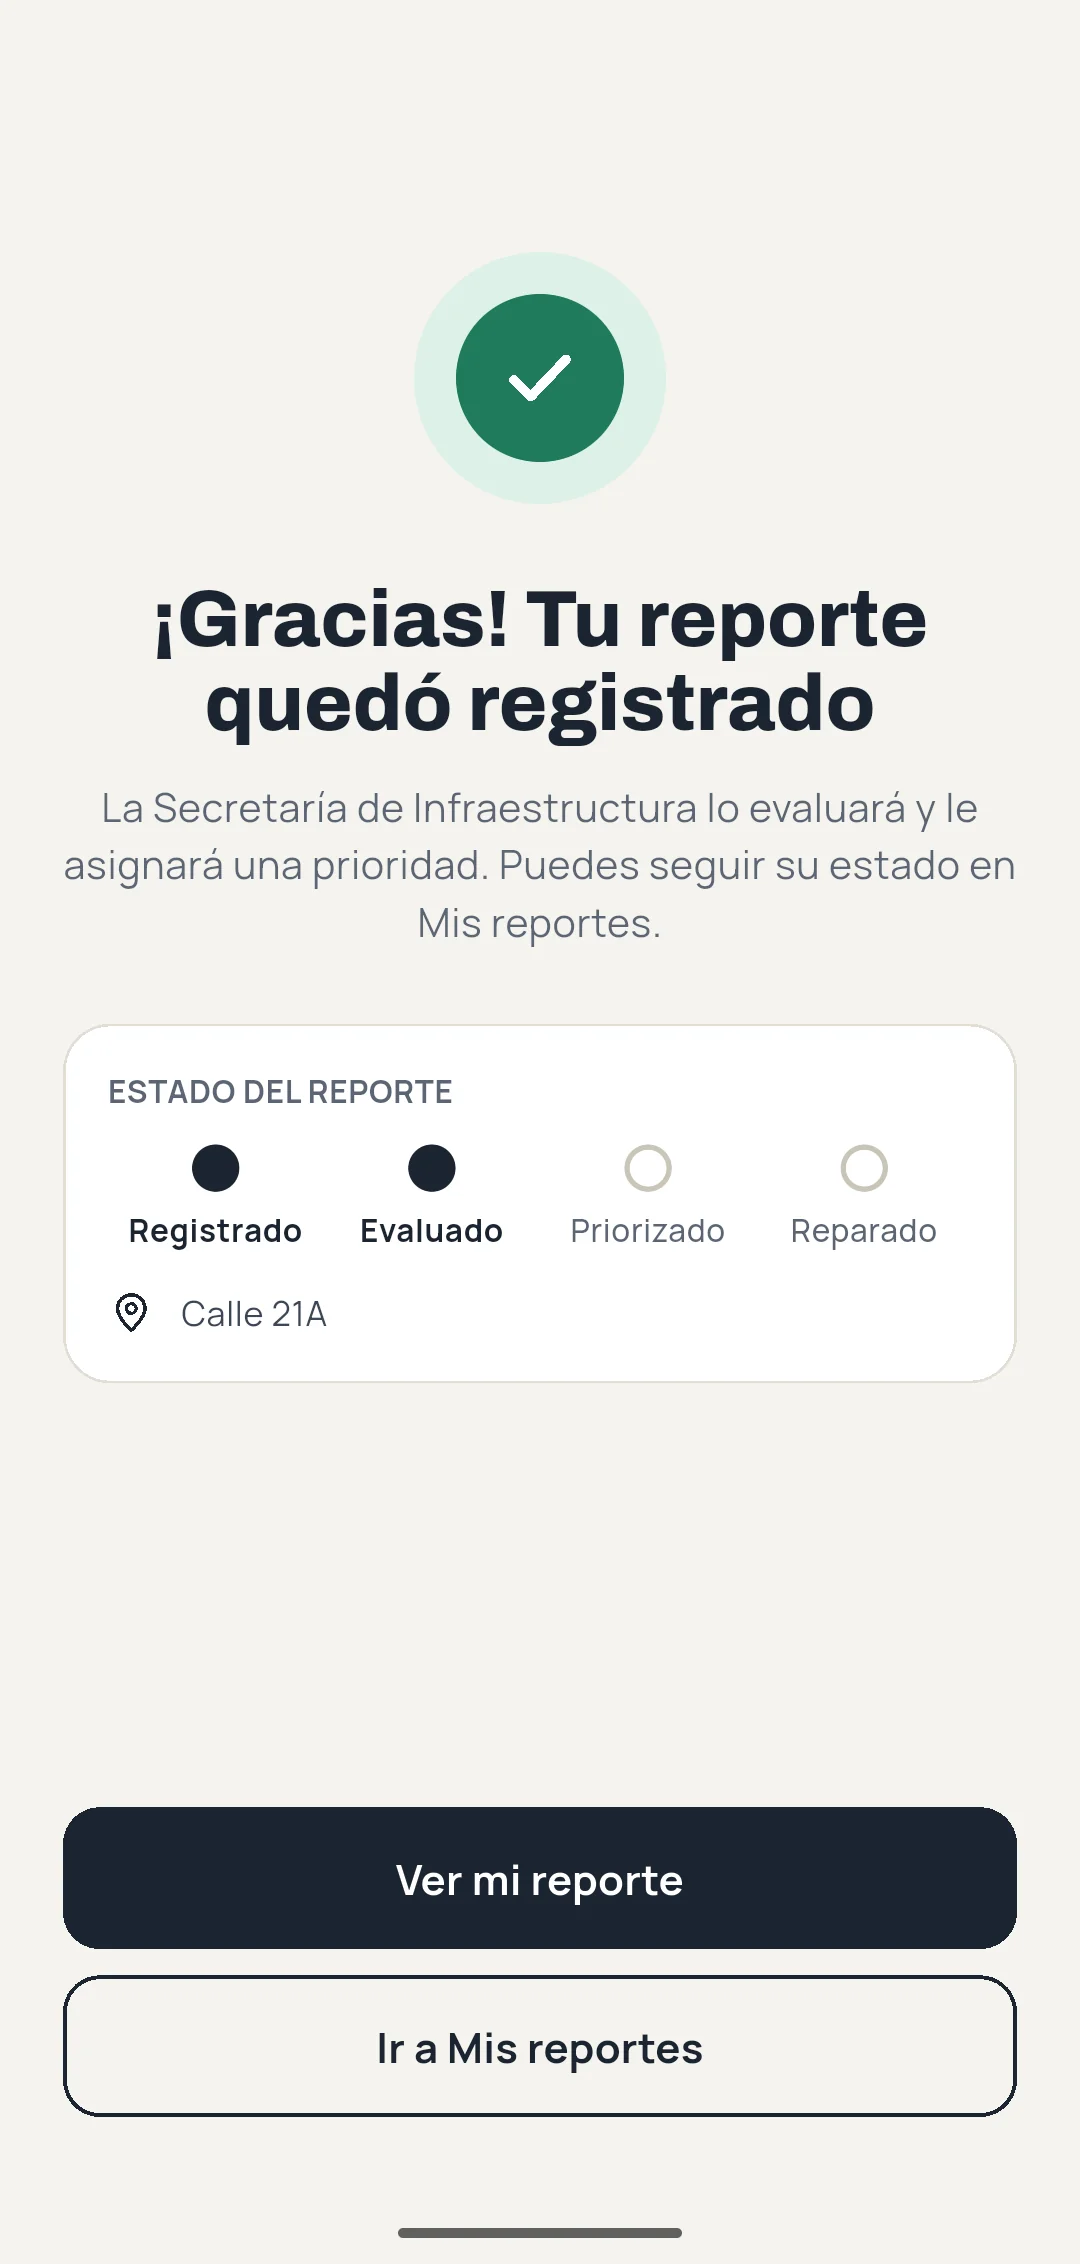 ¡Gracias! Tu reporte
quedó registrado
La Secretaría de Infraestructura lo evaluará y le
asignará una prioridad. Puedes seguir su estado en
Mis reportes.
ESTADO DEL REPORTE
Registrado Evaluado Priorizado Reparado
Calle 21A
Ver mi reporte
Ir a Mis reportes